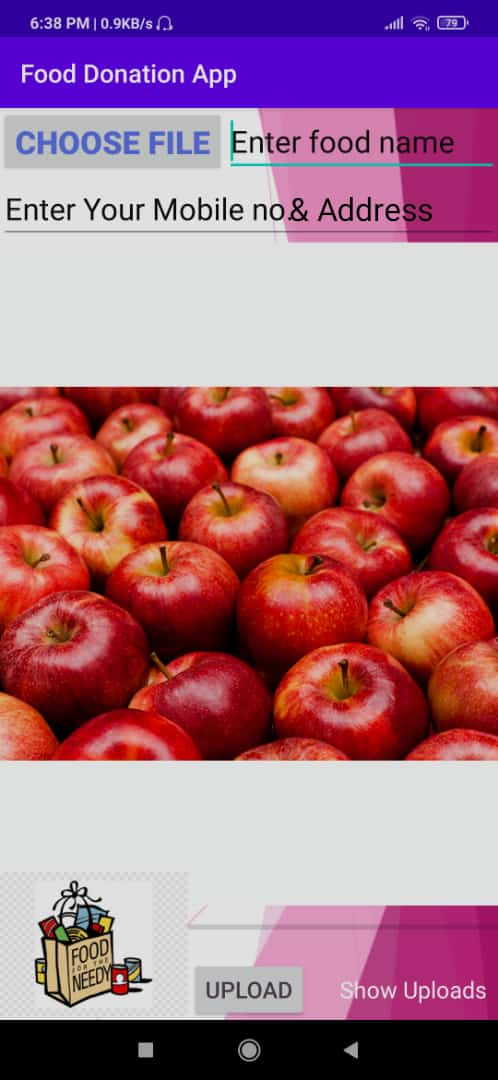 6:38 PM | 0.9KB/s 79
Food Donation App
CHOOSE FILE Enter food name
Enter Your Mobile no.& Address
FOOD
FOR THE
NEEDY
UPLOAD Show Uploads